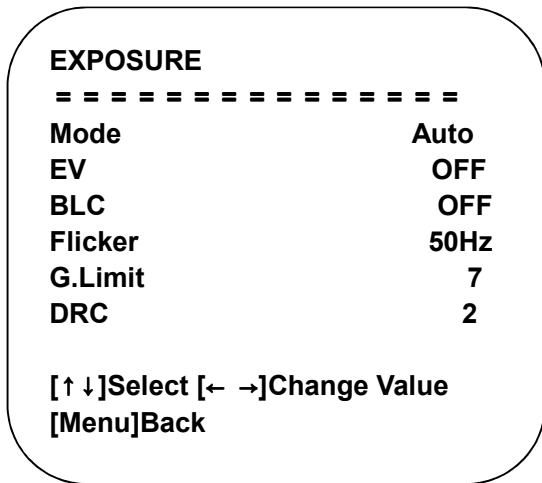 EXPOSURE
= = = = = = = = = = = = = = =
Mode Auto
EV OFF
BLC OFF
Flicker 50Hz
G.Limit 7
DRC 2
[↑↓]Select [← →]Change Value
[Menu]Back